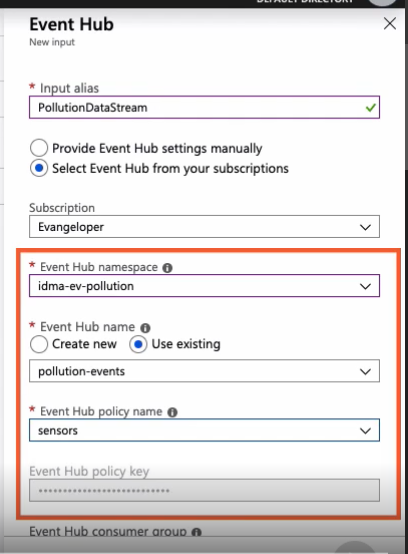 DEFAULT DIRECTORY
Event Hub
New input
* Input alias
PollutionDataStream
Provide Event Hub settings manually
Select Event Hub from your subscriptions
Subscription
Evangeloper
* Event Hub namespace
idma-ev-pollution
* Event Hub name
Create new Use existing
pollution-events
* Event Hub policy name
sensors
Event Hub policy key
•••••••••••••••••••••••••••
Event Hub consumer group